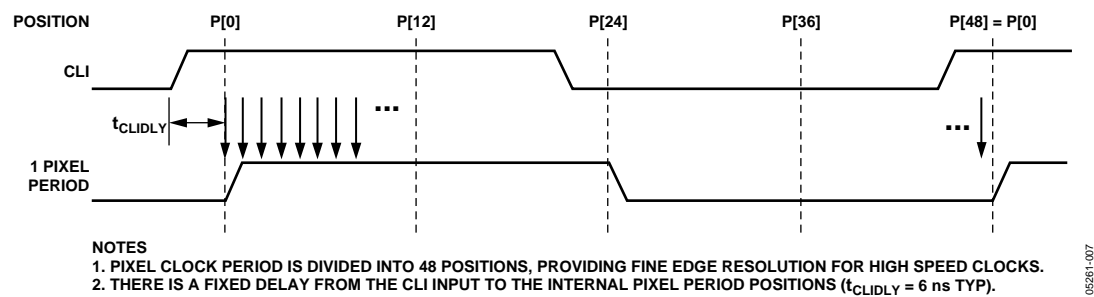 POSITION P[0] P[12] P[24] P[36] P[48] = P[0]
CLI
tCLIDLY
...
...
1 PIXEL
PERIOD
NOTES
1. PIXEL CLOCK PERIOD IS DIVIDED INTO 48 POSITIONS, PROVIDING FINE EDGE RESOLUTION FOR HIGH SPEED CLOCKS.
2. THERE IS A FIXED DELAY FROM THE CLI INPUT TO THE INTERNAL PIXEL PERIOD POSITIONS (tCLIDLY = 6 ns TYP).
05261-007